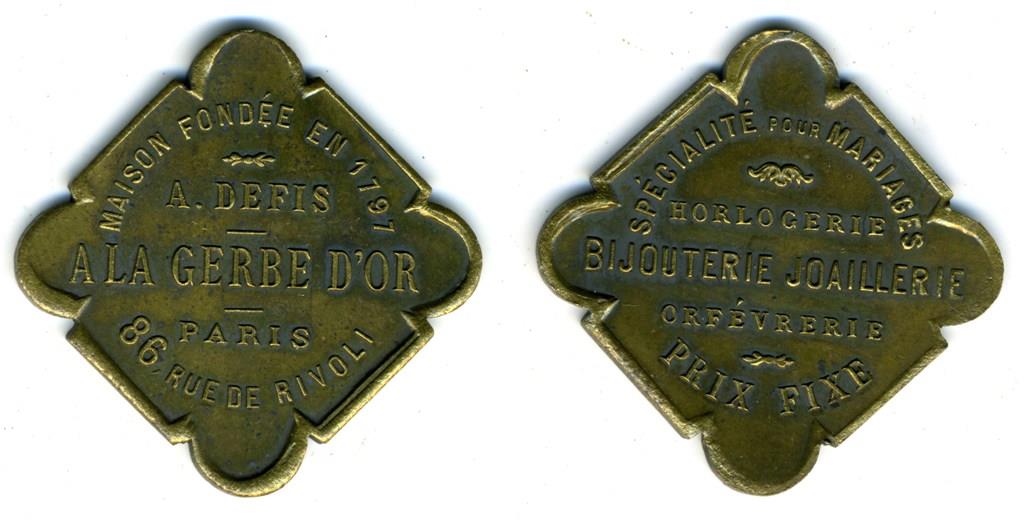 MAISON FONDÉE EN 1797
A. DEFIS
A LA GERBE D'OR
PARIS
86, RUE DE RIVOLI
SPÉCIALITÉ POUR MARIAGES
HORLOGERIE
BIJOUTERIE JOAILLERIE
ORFÉVRERIE
PRIX FIXE